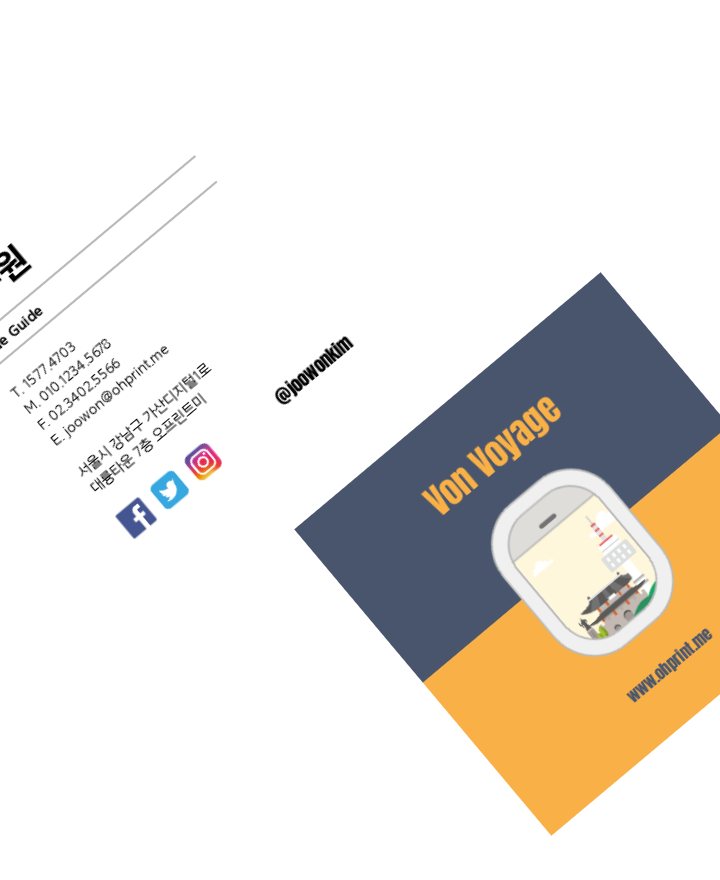 원
e Guide
T. 1577.4703
M. 010.1234.5678
F. 02.3402.5566
E. joowon@ohprint.me
서울시 강남구 가산디지털1로
대륭타운 7층 오프린트미
@joowonkim
Von Voyage
www.ohprint.me